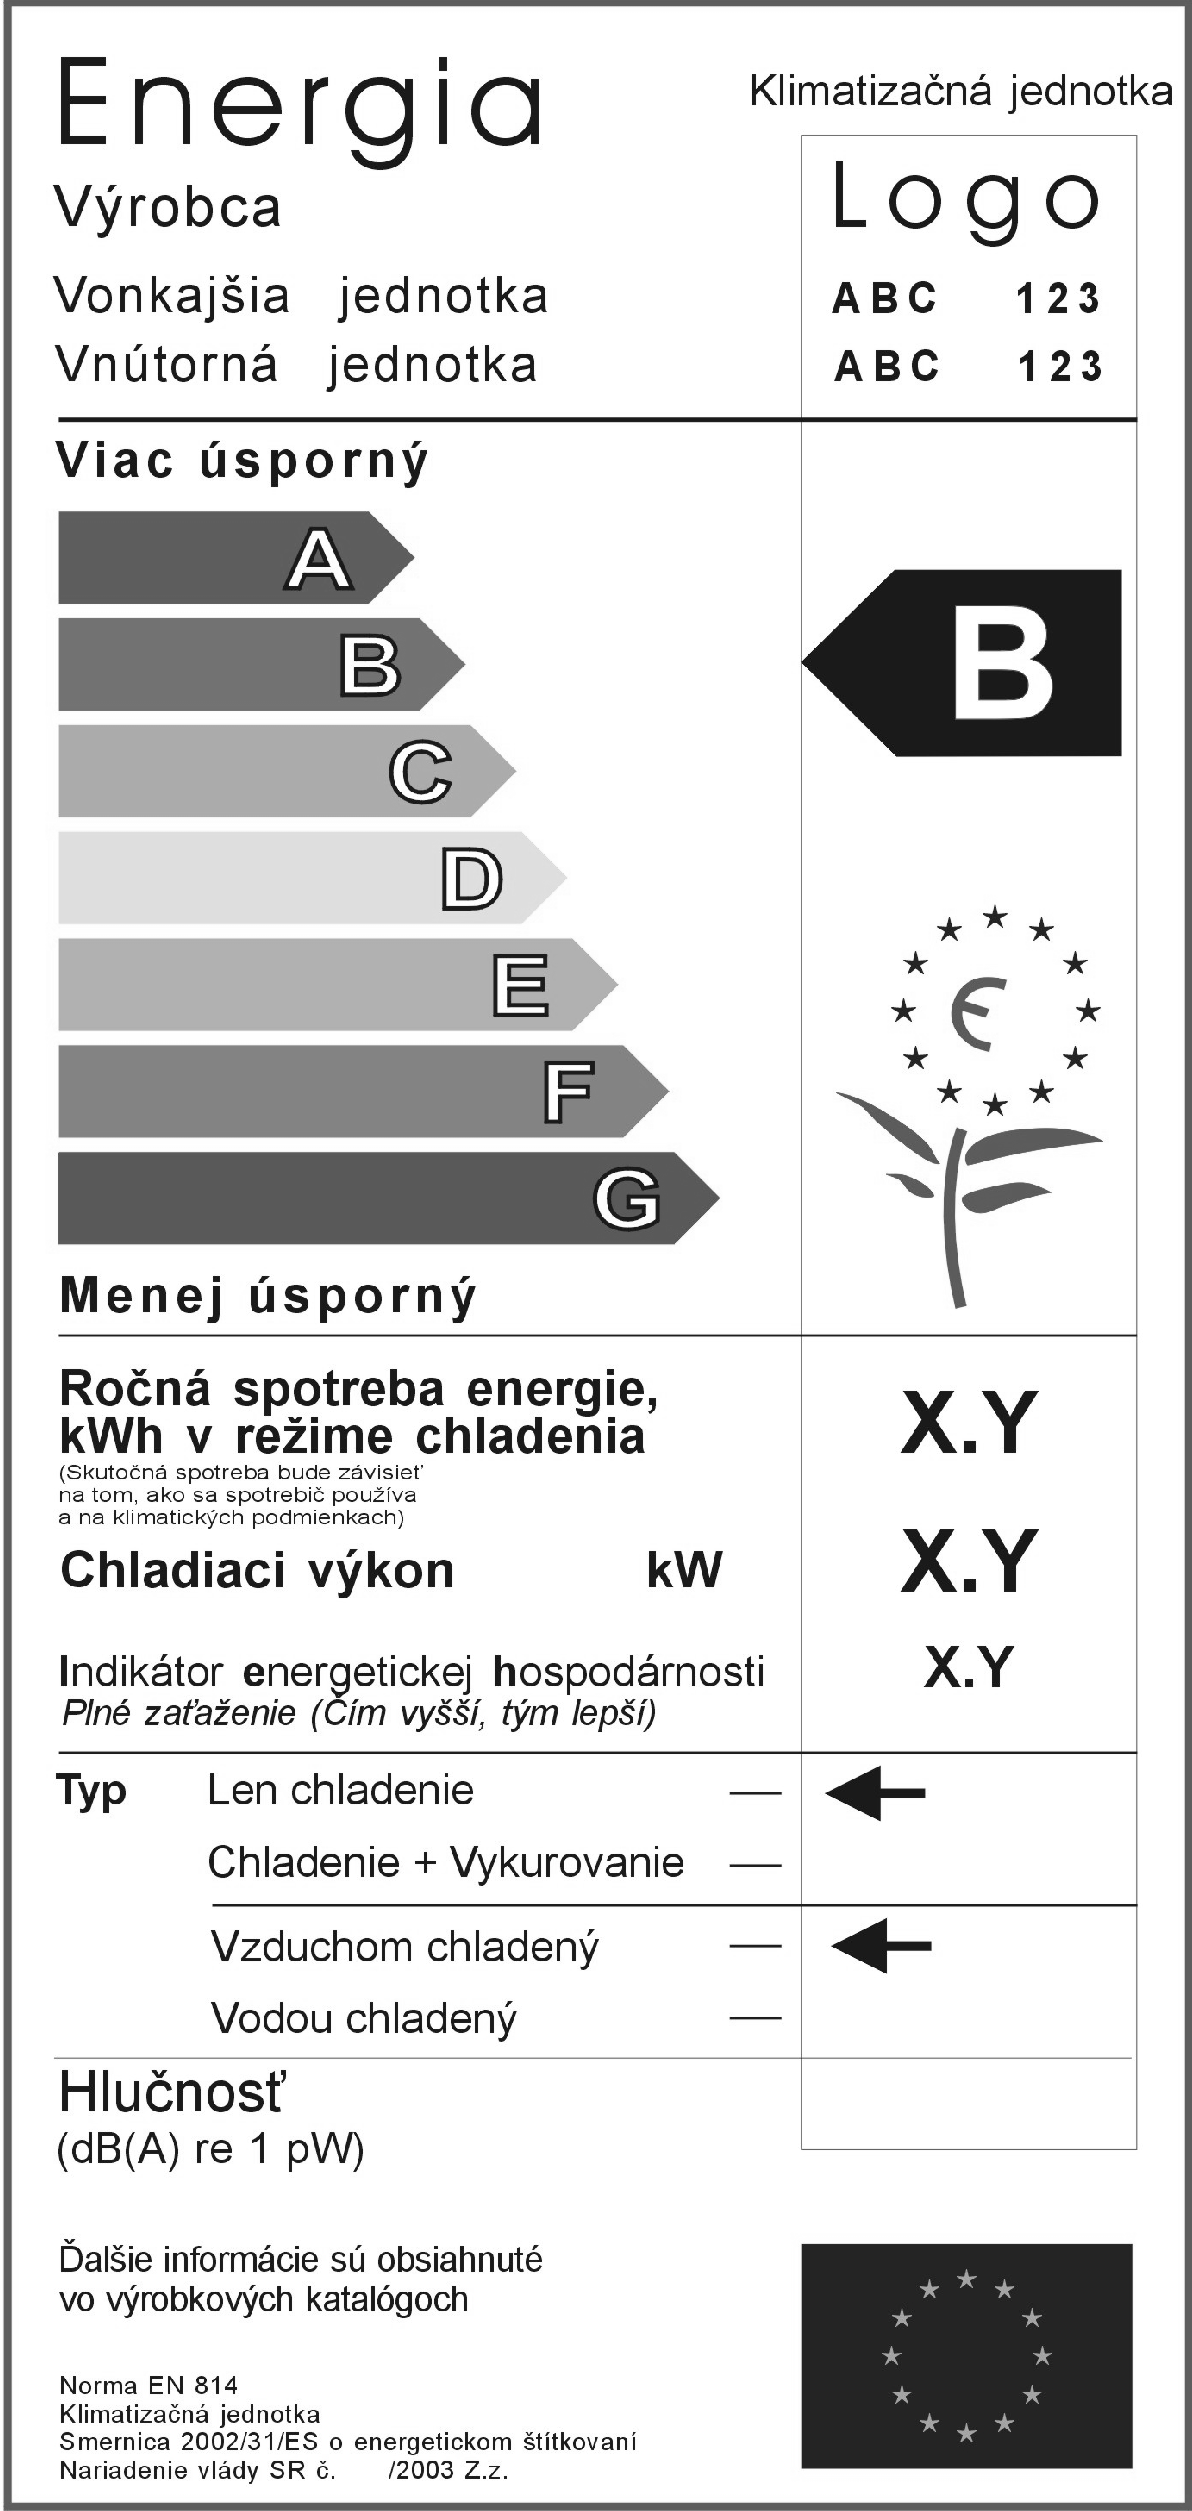 Energia
Klimatizačná jednotka
Výrobca
Logo
Vonkajšia jednotka
ABC 123
Vnútorná jednotka
ABC 123
Viac úsporný
A
B
B
C
D
E
F
G
Menej úsporný
Ročná spotreba energie,
kWh v režime chladenia
X.Y
(Skutočná spotreba bude závisieť
na tom, ako sa spotrebič používa
a na klimatických podmienkach)
Chladiaci výkon kW
X.Y
Indikátor energetickej hospodárnosti
X.Y
Plné zaťaženie (Čím vyšší, tým lepší)
Typ Len chladenie —
Chladenie + Vykurovanie —
Vzduchom chladený —
Vodou chladený —
Hlučnosť
(dB(A) re 1 pW)
Ďalšie informácie sú obsiahnuté
vo výrobkových katalógoch
Norma EN 814
Klimatizačná jednotka
Smernica 2002/31/ES o energetickom štítkovaní
Nariadenie vlády SR č. /2003 Z.z.